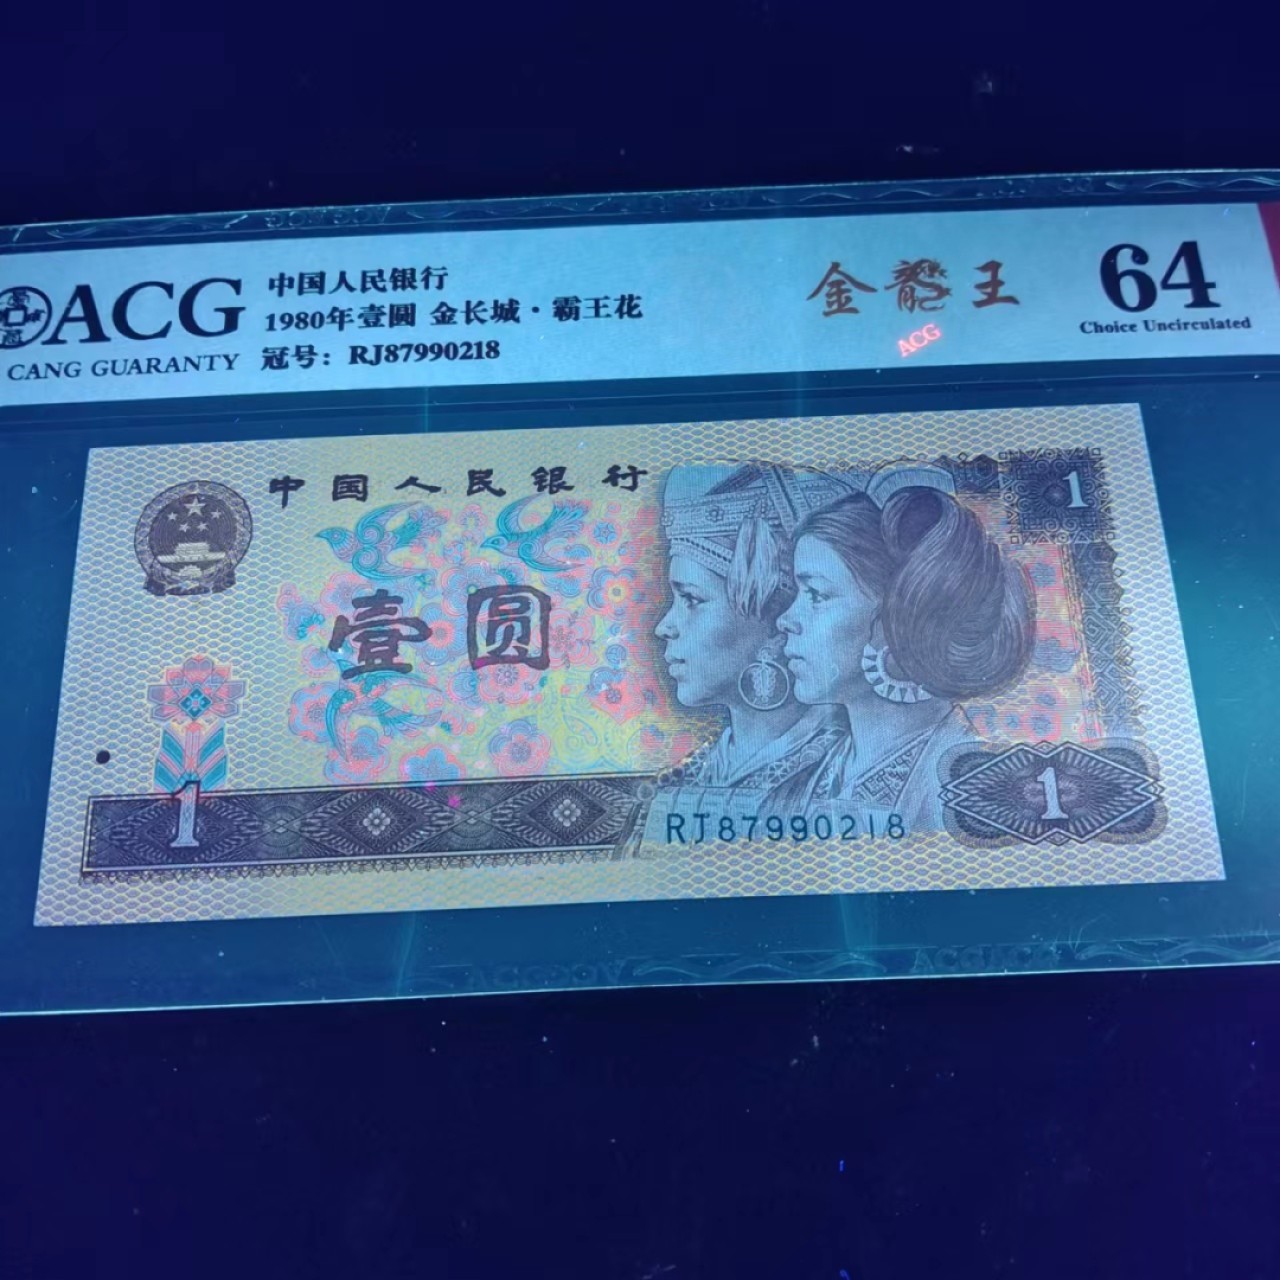 ACG
CANG GUARANTY
中国人民银行
1980年壹圆 金长城·霸王花
冠号: RJ87990218
金龍王
ACG
64
Choice Uncirculated
中国人民银行
1
壹圆
1
1
RJ87990218